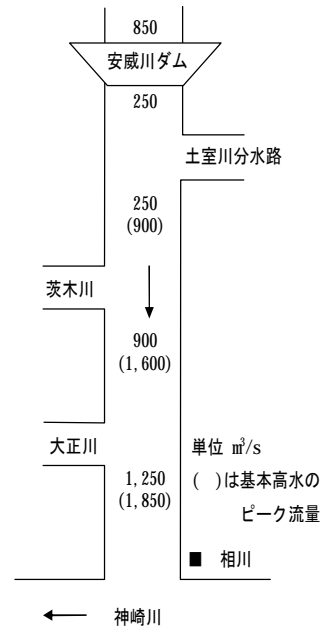 850
安威川ダム
250
土室川分水路
250
(900)
茨木川
900
(1,600)
大正川
単位 m³/s
1,250
(　)は基本高水の
(1,850)
ピーク流量
■ 相川
神崎川